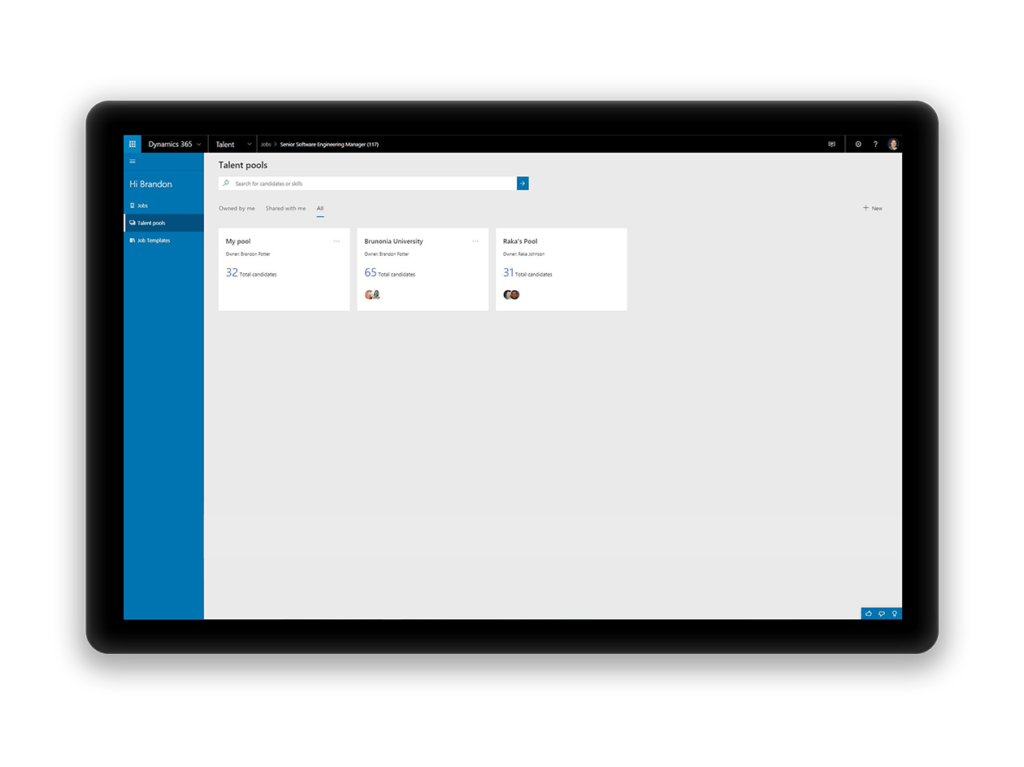 Dynamics 365 Talent Jobs > Senior Software Engineering Manager (117) ?
Hi Brandon
Jobs
Talent pools
Job Templates
Talent pools
Search for candidates or skills
Owned by me Shared with me All
+ New
My pool ...
Owner: Brandon Potter
32 Total candidates
Brunonia University ...
Owner: Brandon Potter
65 Total candidates
Raka's Pool
Owner: Raka Johnson
31 Total candidates